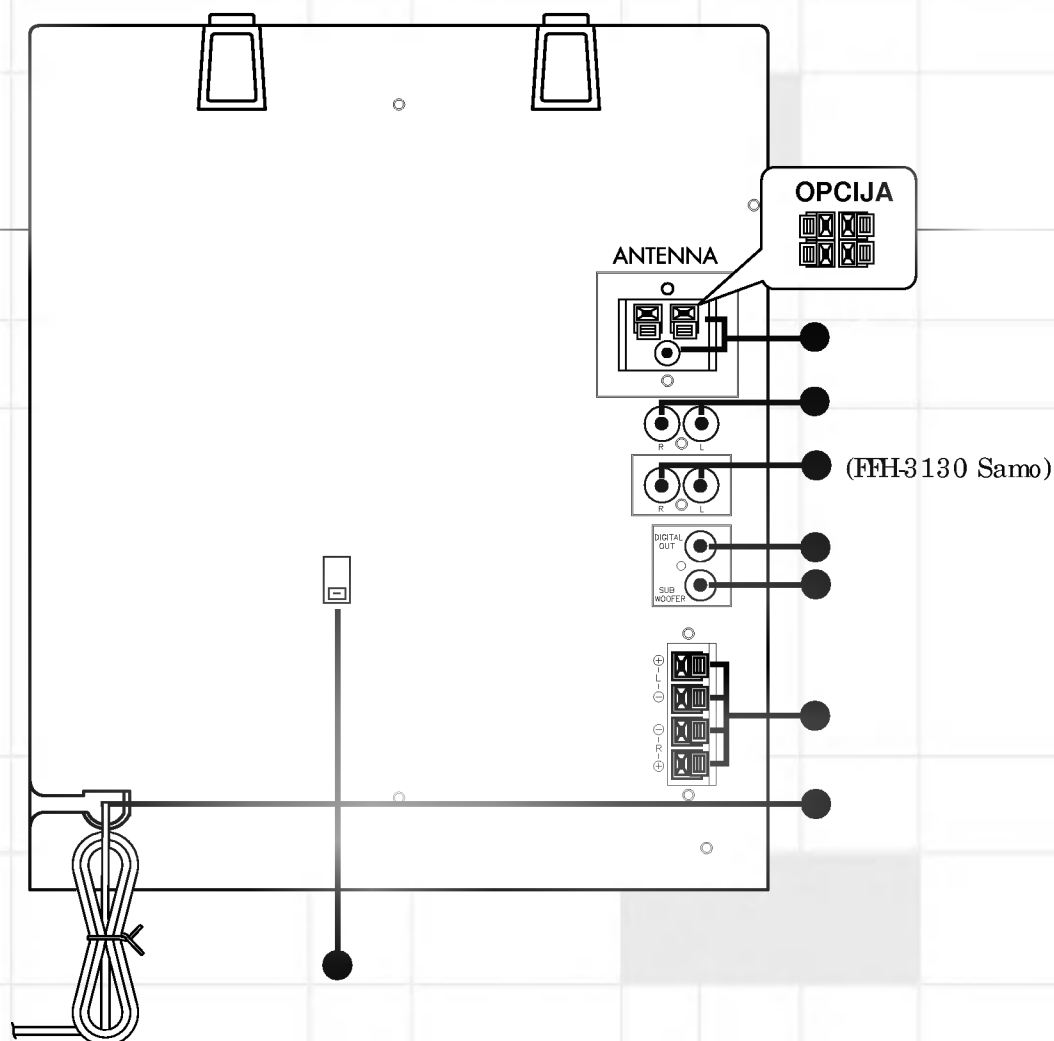 OPCIJA
ANTENNA
R L
(FFH-3130 Samo)
R L
DIGITAL
OUT
SUB
WOOFER
+
L
-
-
R
+